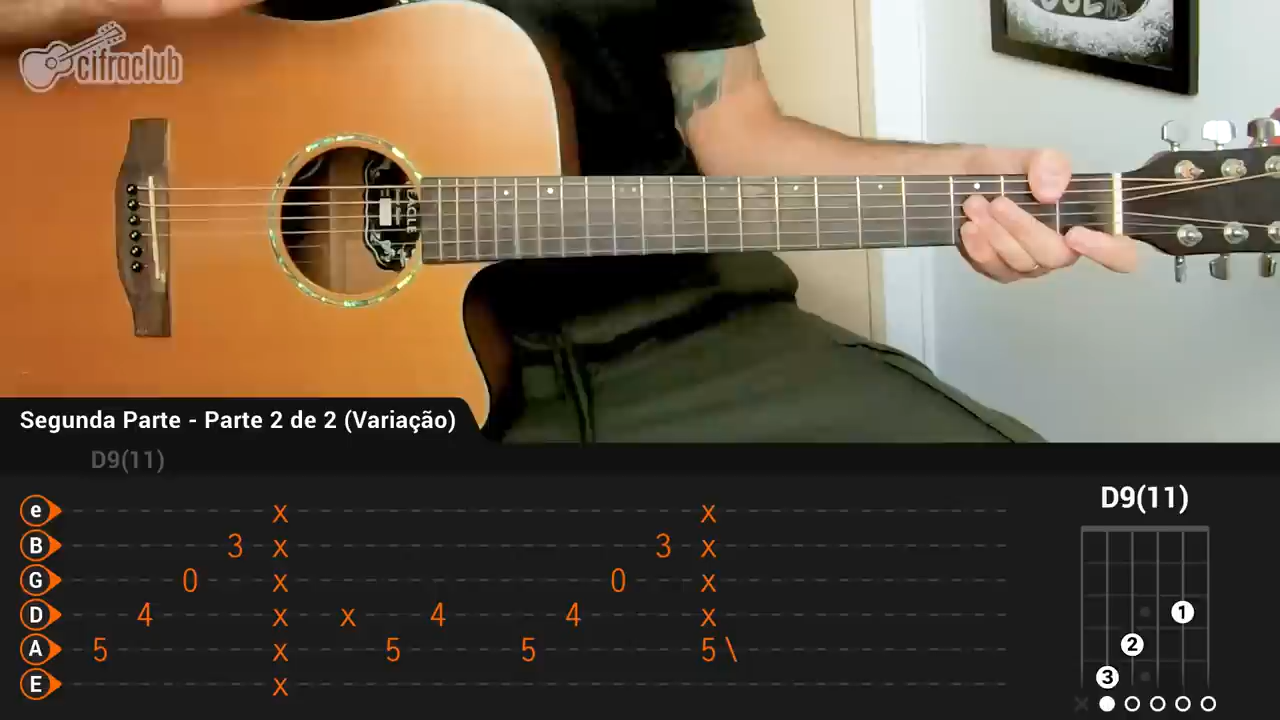 cifraclub
EAGLE
Segunda Parte - Parte 2 de 2 (Variação)
D9(11)
D9(11)
e x x
B 3 x 3 x
G 0 x 0 x
D 4 x x 4 4 x
A 5 x 5 5 5 \
E x
1
2
3
x